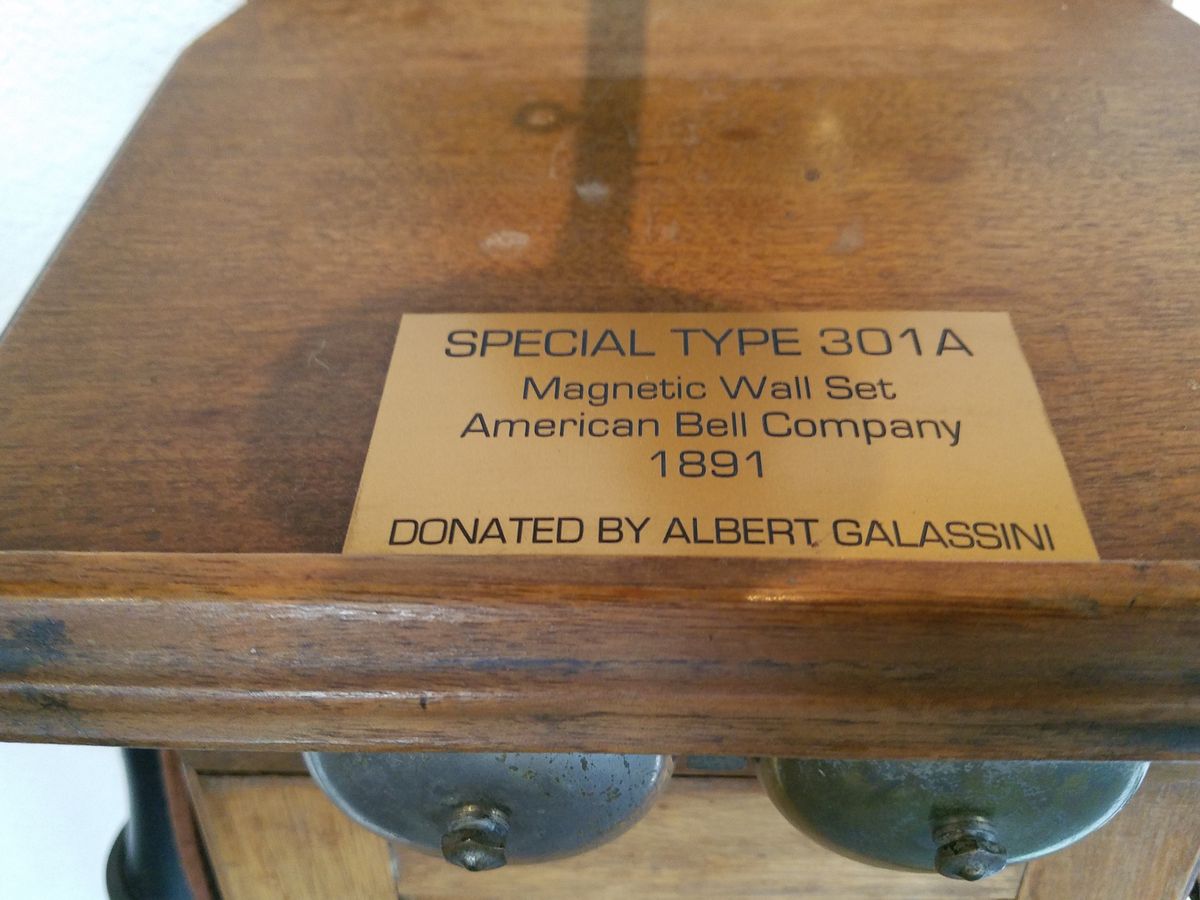 SPECIAL TYPE 301A
Magnetic Wall Set
American Bell Company
1891
DONATED BY ALBERT GALASSINI